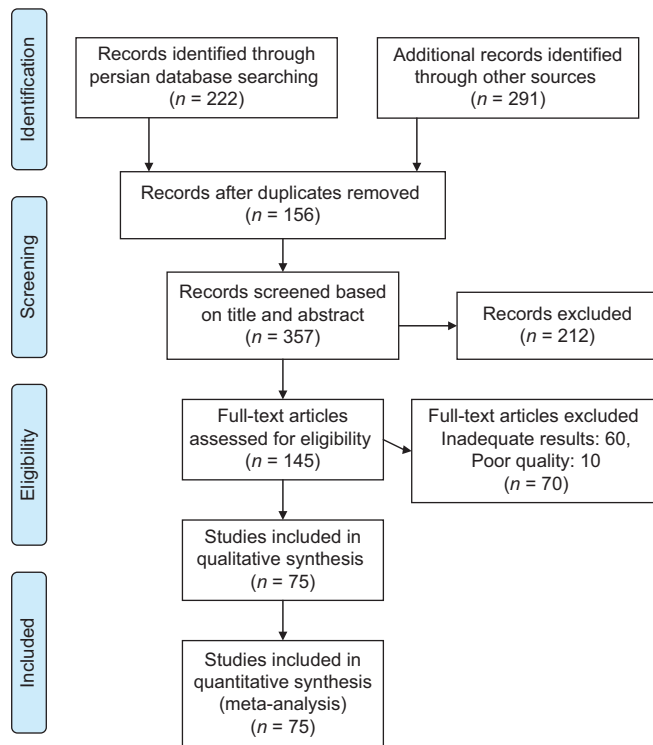 Identification
Records identified through
persian database searching
(n = 222)
Additional records identified
through other sources
(n = 291)
Records after duplicates removed
(n = 156)
Screening
Records screened based
on title and abstract
(n = 357)
Records excluded
(n = 212)
Eligibility
Full-text articles
assessed for eligibility
(n = 145)
Full-text articles excluded
Inadequate results: 60,
Poor quality: 10
(n = 70)
Studies included in
qualitative synthesis
(n = 75)
Included
Studies included in
quantitative synthesis
(meta-analysis)
(n = 75)